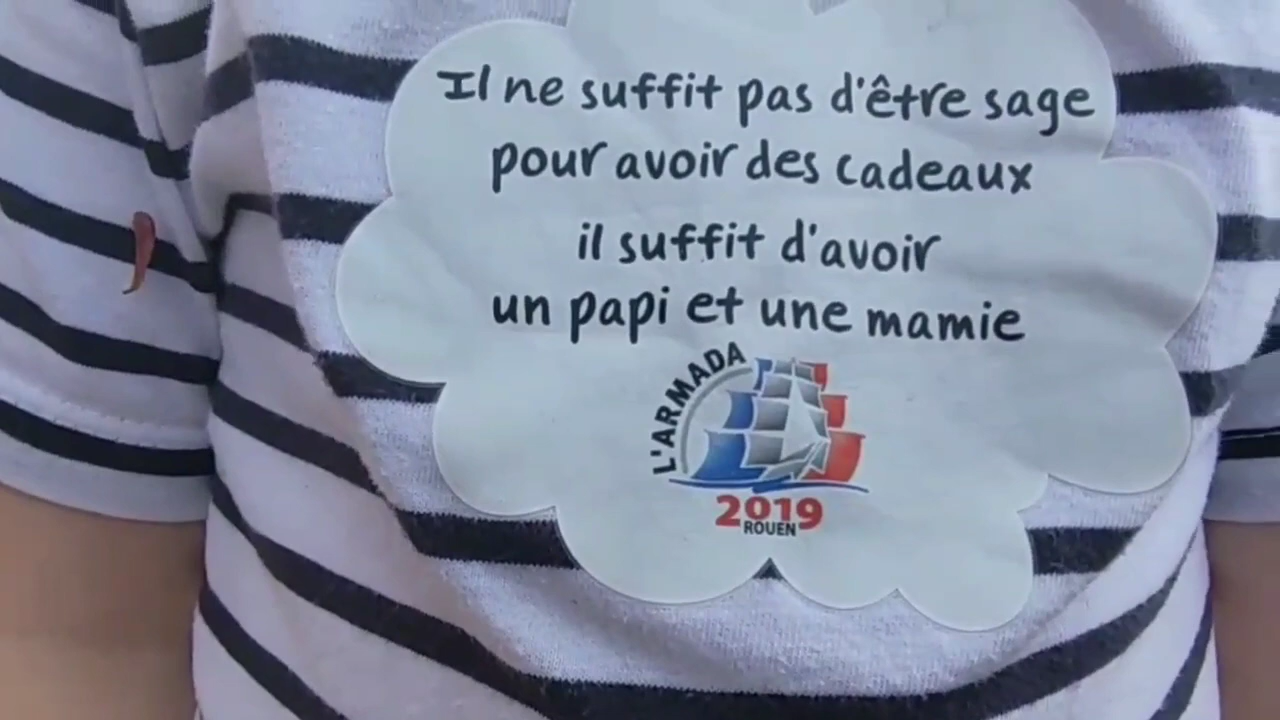 Il ne suffit pas d'être sage
pour avoir des cadeaux
il suffit d'avoir
un papi et une mamie
L'ARMADA
2019
ROUEN